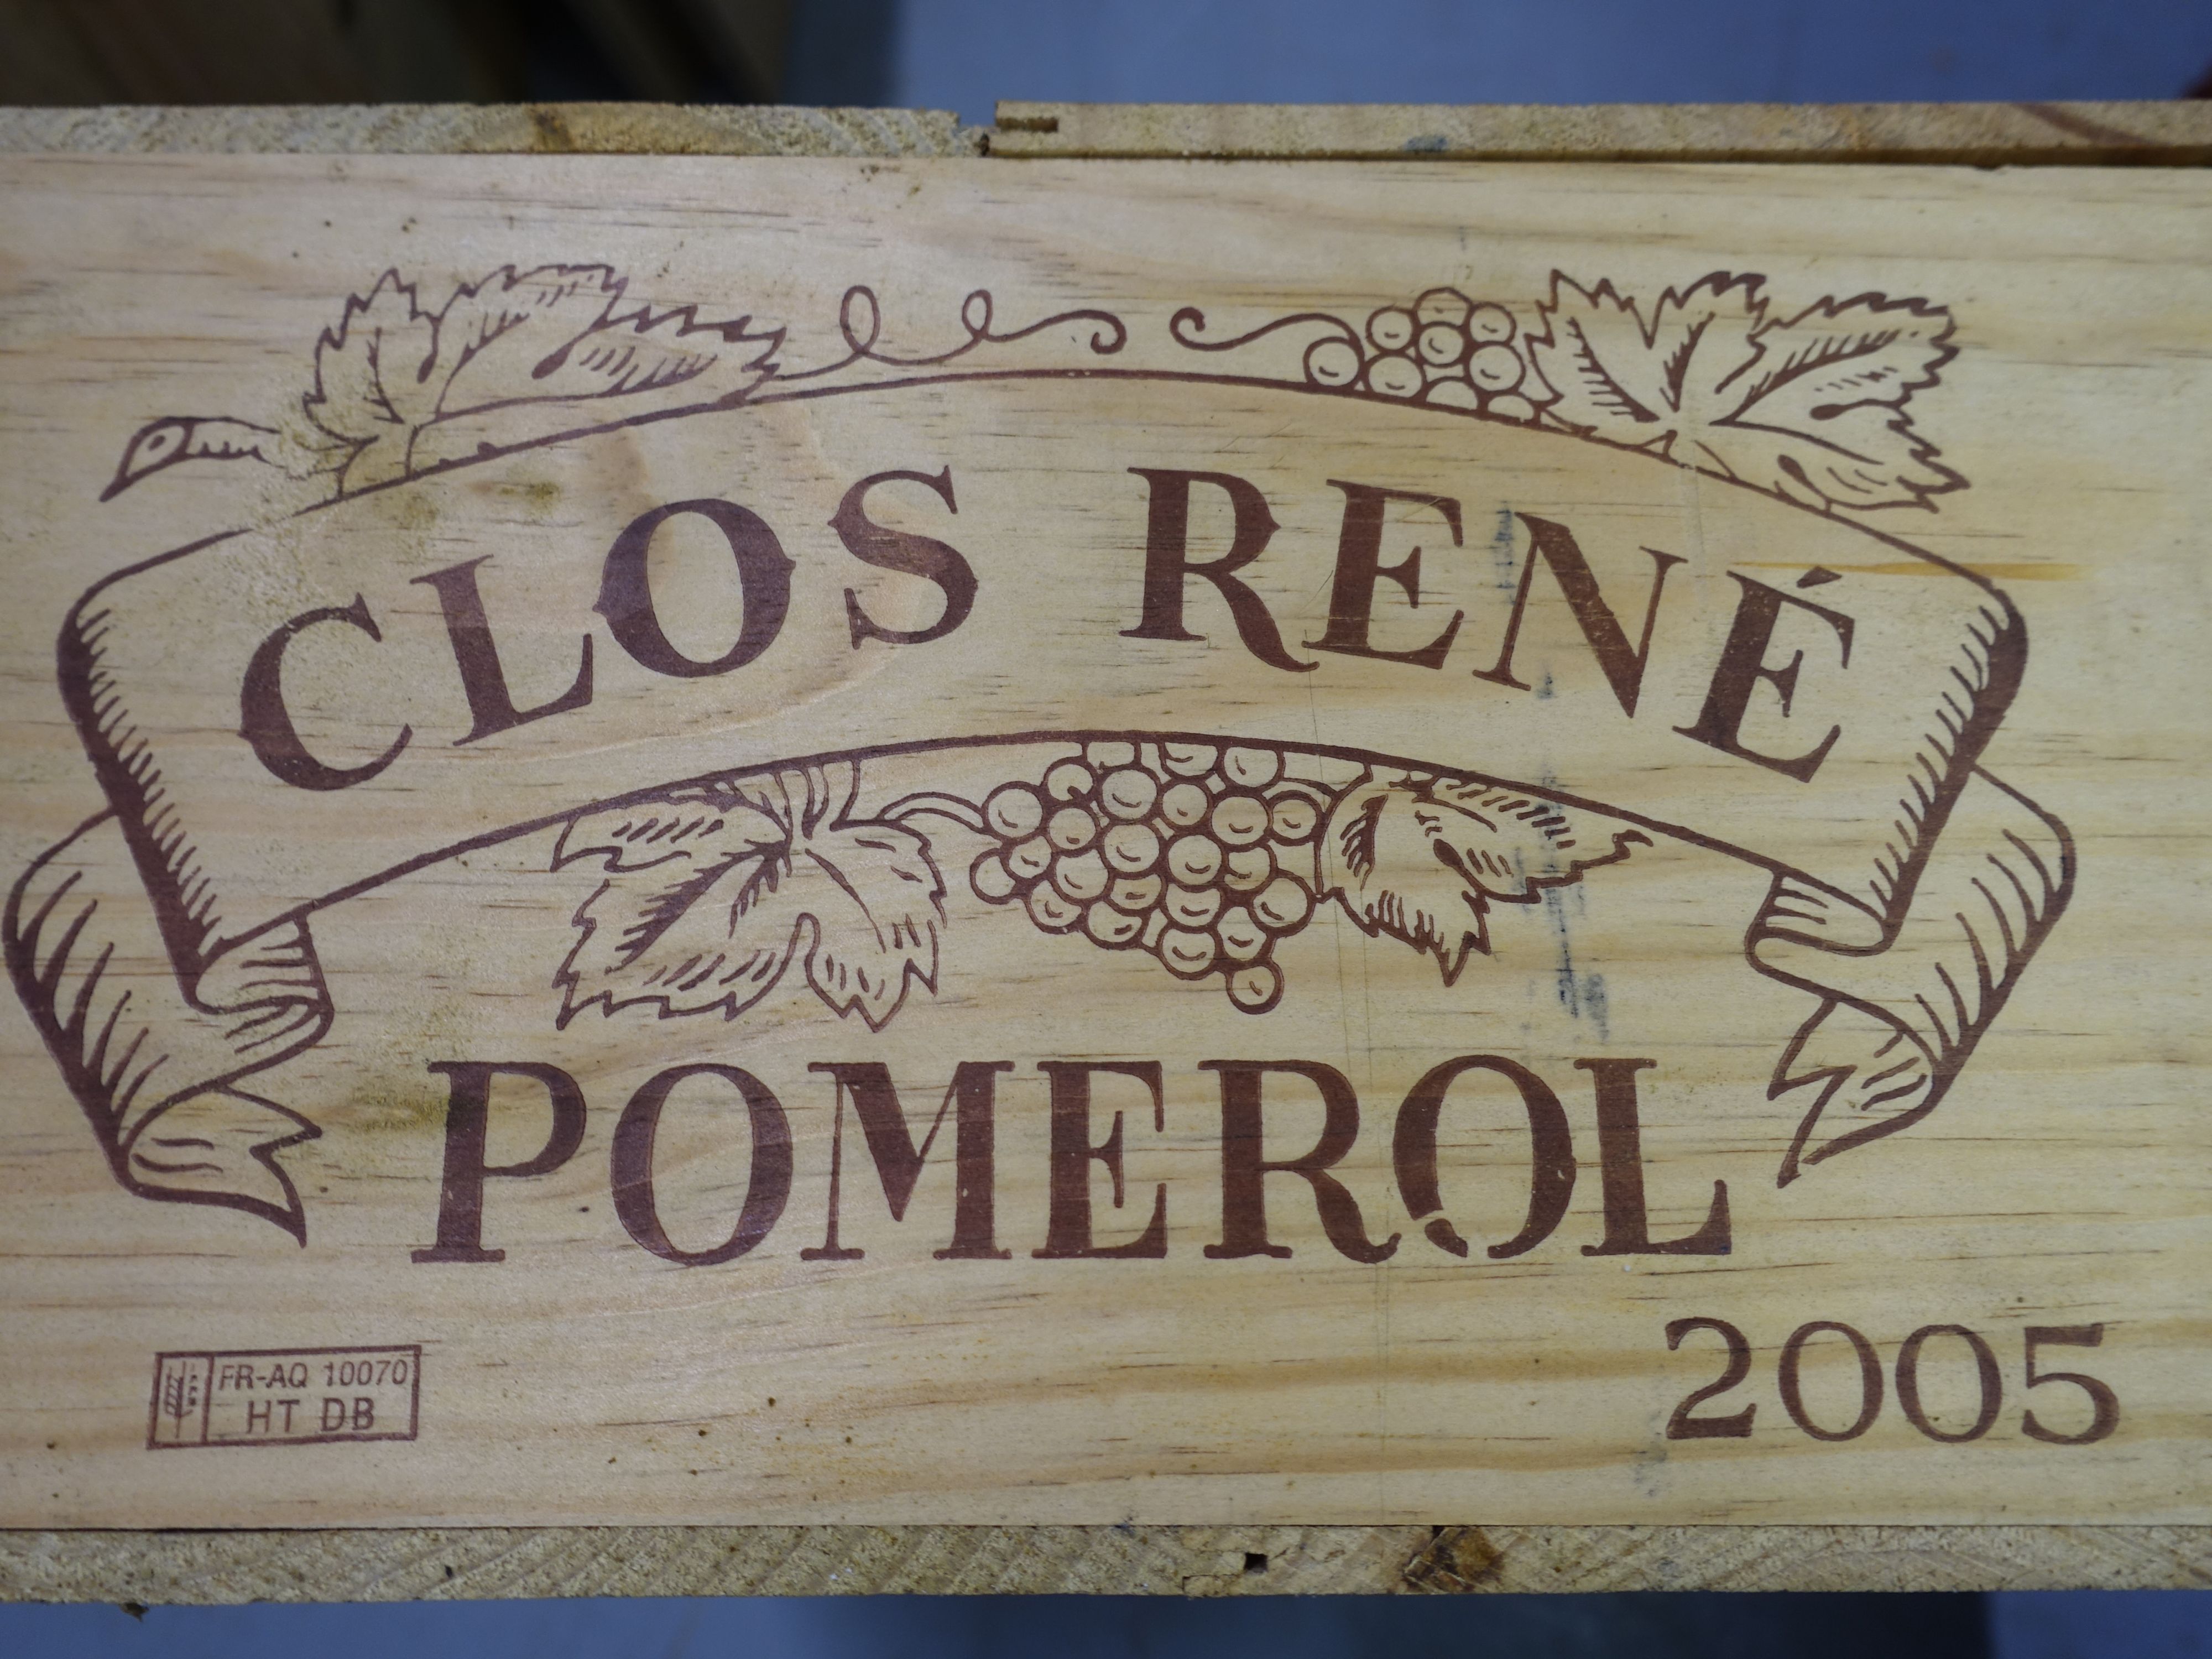 CLOS RENÉ
POMEROL
2005
FR-AQ 10070
HT DB